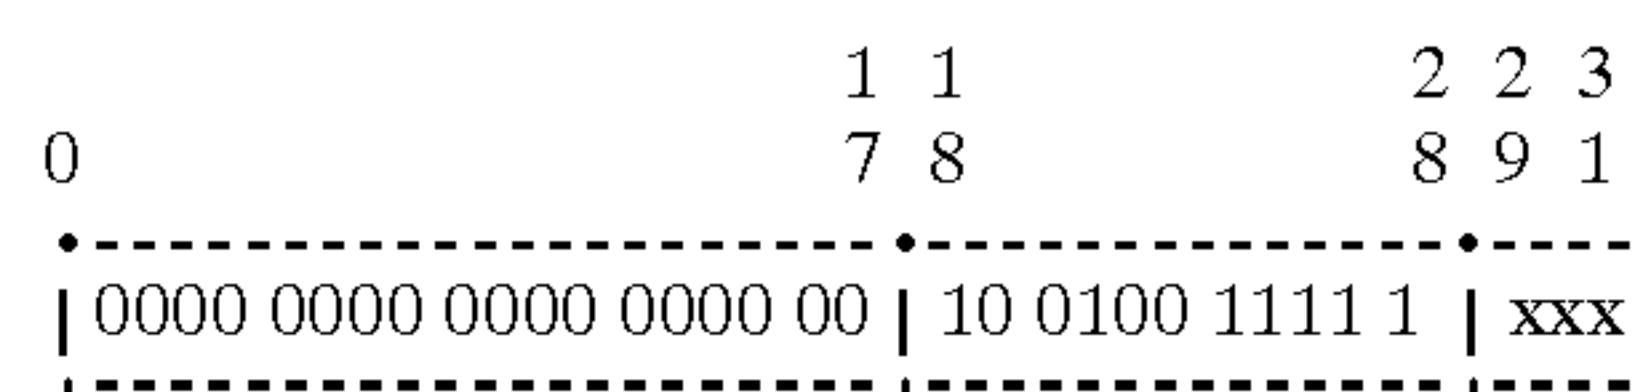 1 1 2 2 3
0 7 8 8 9 1
•----------------------•---------------•----
| 0000 0000 0000 0000 00 | 10 0100 1111 1 | xxx